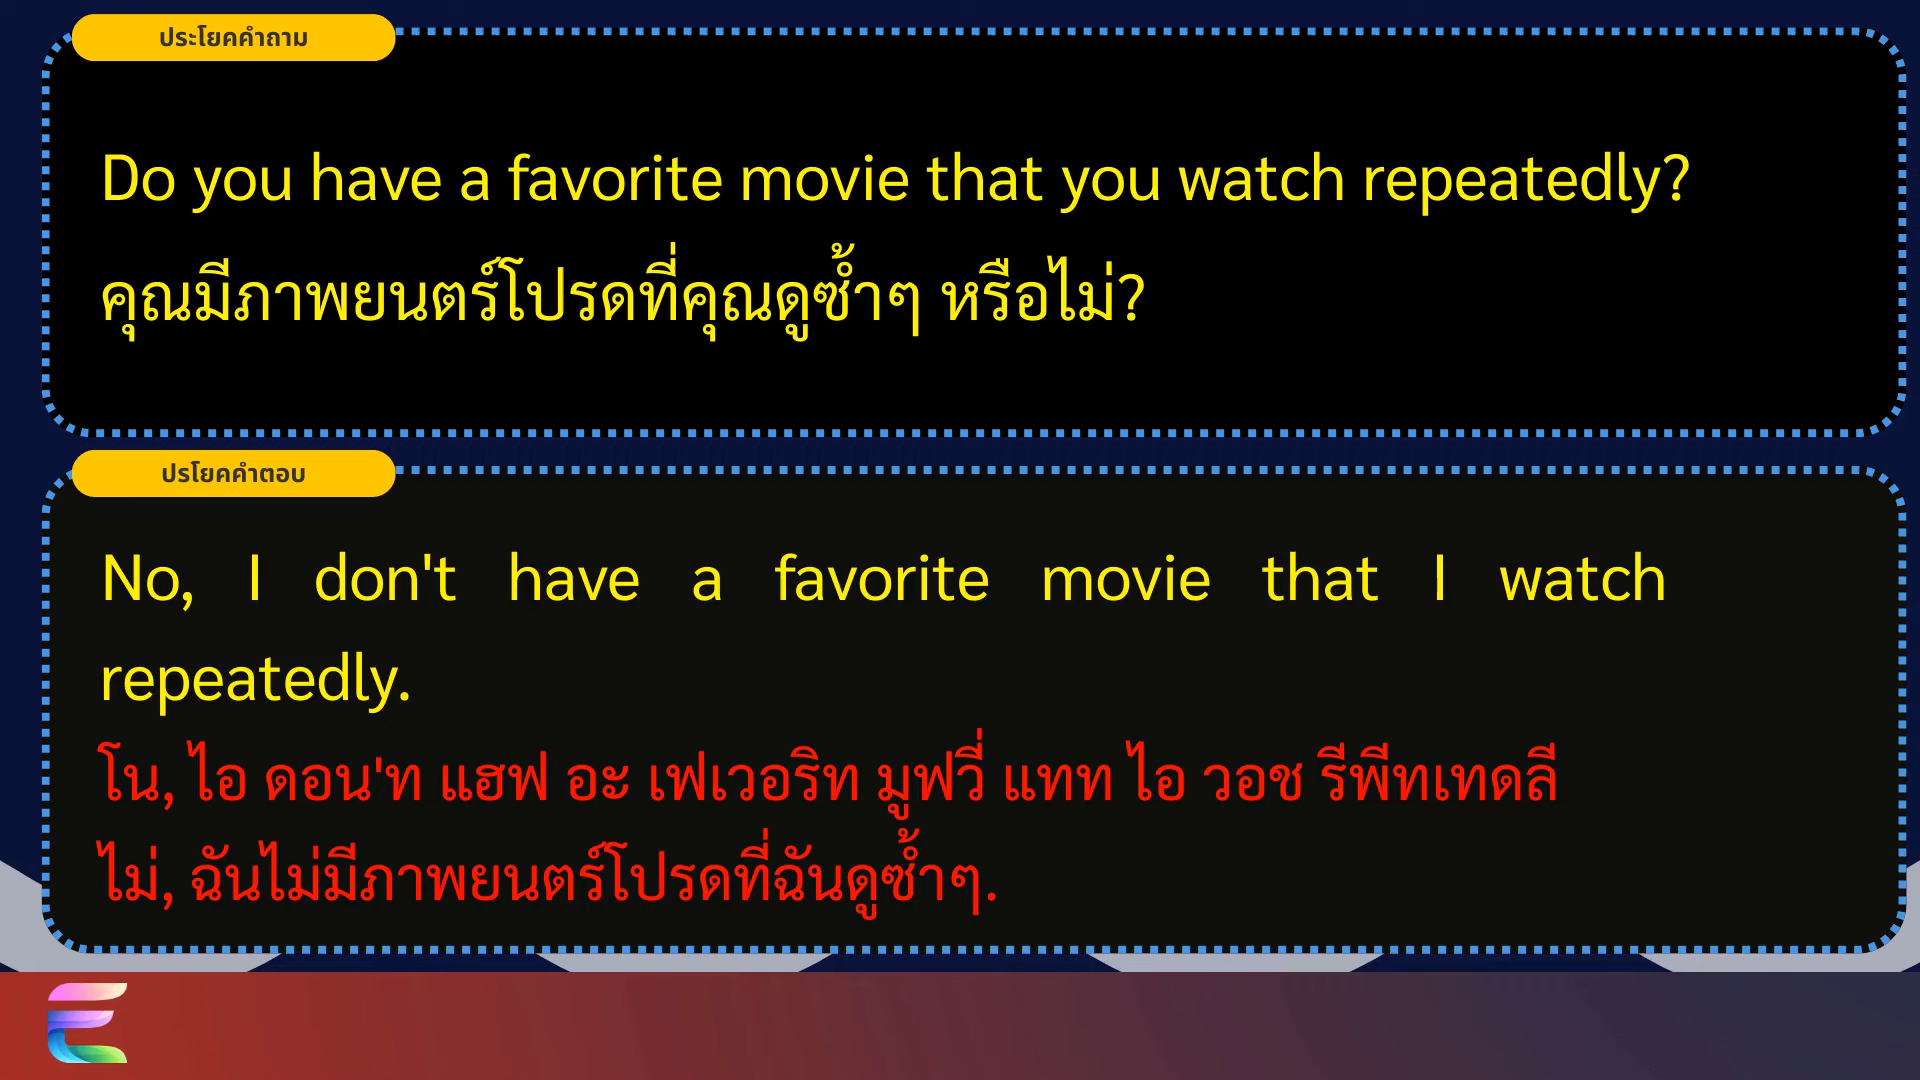 ประโยคคำถาม
Do you have a favorite movie that you watch repeatedly?
คุณมีภาพยนตร์โปรดที่คุณดูซ้ำๆ หรือไม่?
ปรโยคคำตอบ
No, I don't have a favorite movie that I watch
repeatedly.
โน, ไอ ดอน'ท แฮฟ อะ เฟเวอริท มูฟวี่ แทท ไอ วอช รีพีทเทดลี
ไม่, ฉันไม่มีภาพยนตร์โปรดที่ฉันดูซ้ำๆ.